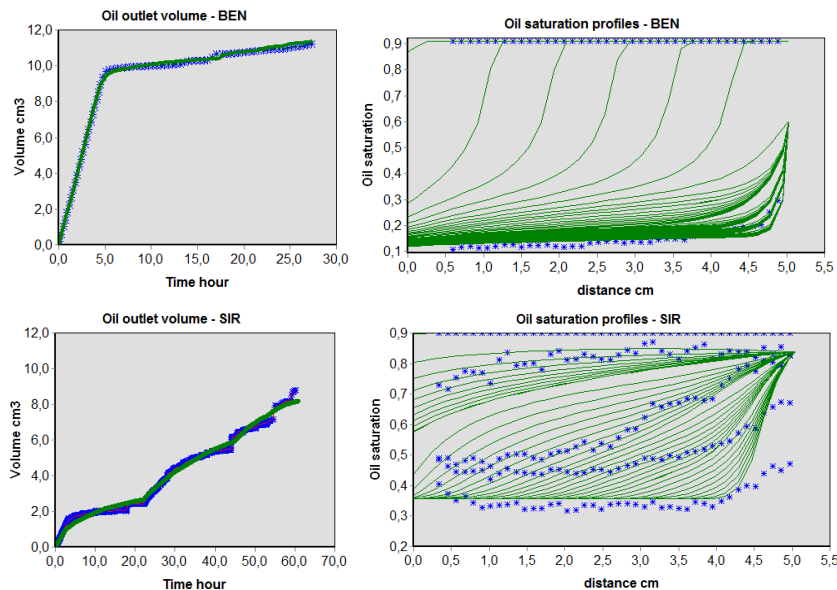 Oil outlet volume - BEN
12,0
10,0
8,0
6,0
4,0
2,0
0,0
Volume cm3
0,0 5,0 10,0 15,0 20,0 25,0 30,0
Time hour
Oil saturation profiles - BEN
0,9
0,8
0,7
0,6
0,5
0,4
0,3
0,2
0,1
Oil saturation
0,0 0,5 1,0 1,5 2,0 2,5 3,0 3,5 4,0 4,5 5,0 5,5
distance cm
Oil outlet volume - SIR
12,0
10,0
8,0
6,0
4,0
2,0
0,0
Volume cm3
0,0 10,0 20,0 30,0 40,0 50,0 60,0 70,0
Time hour
Oil saturation profiles - SIR
0,9
0,8
0,7
0,6
0,5
0,4
0,3
0,2
Oil saturation
0,0 0,5 1,0 1,5 2,0 2,5 3,0 3,5 4,0 4,5 5,0 5,5
distance cm